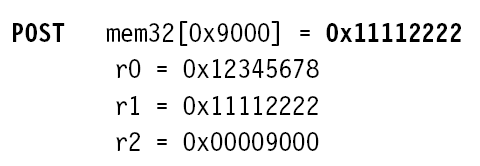 POST mem32[0x9000] = 0x11112222
r0 = 0x12345678
r1 = 0x11112222
r2 = 0x00009000